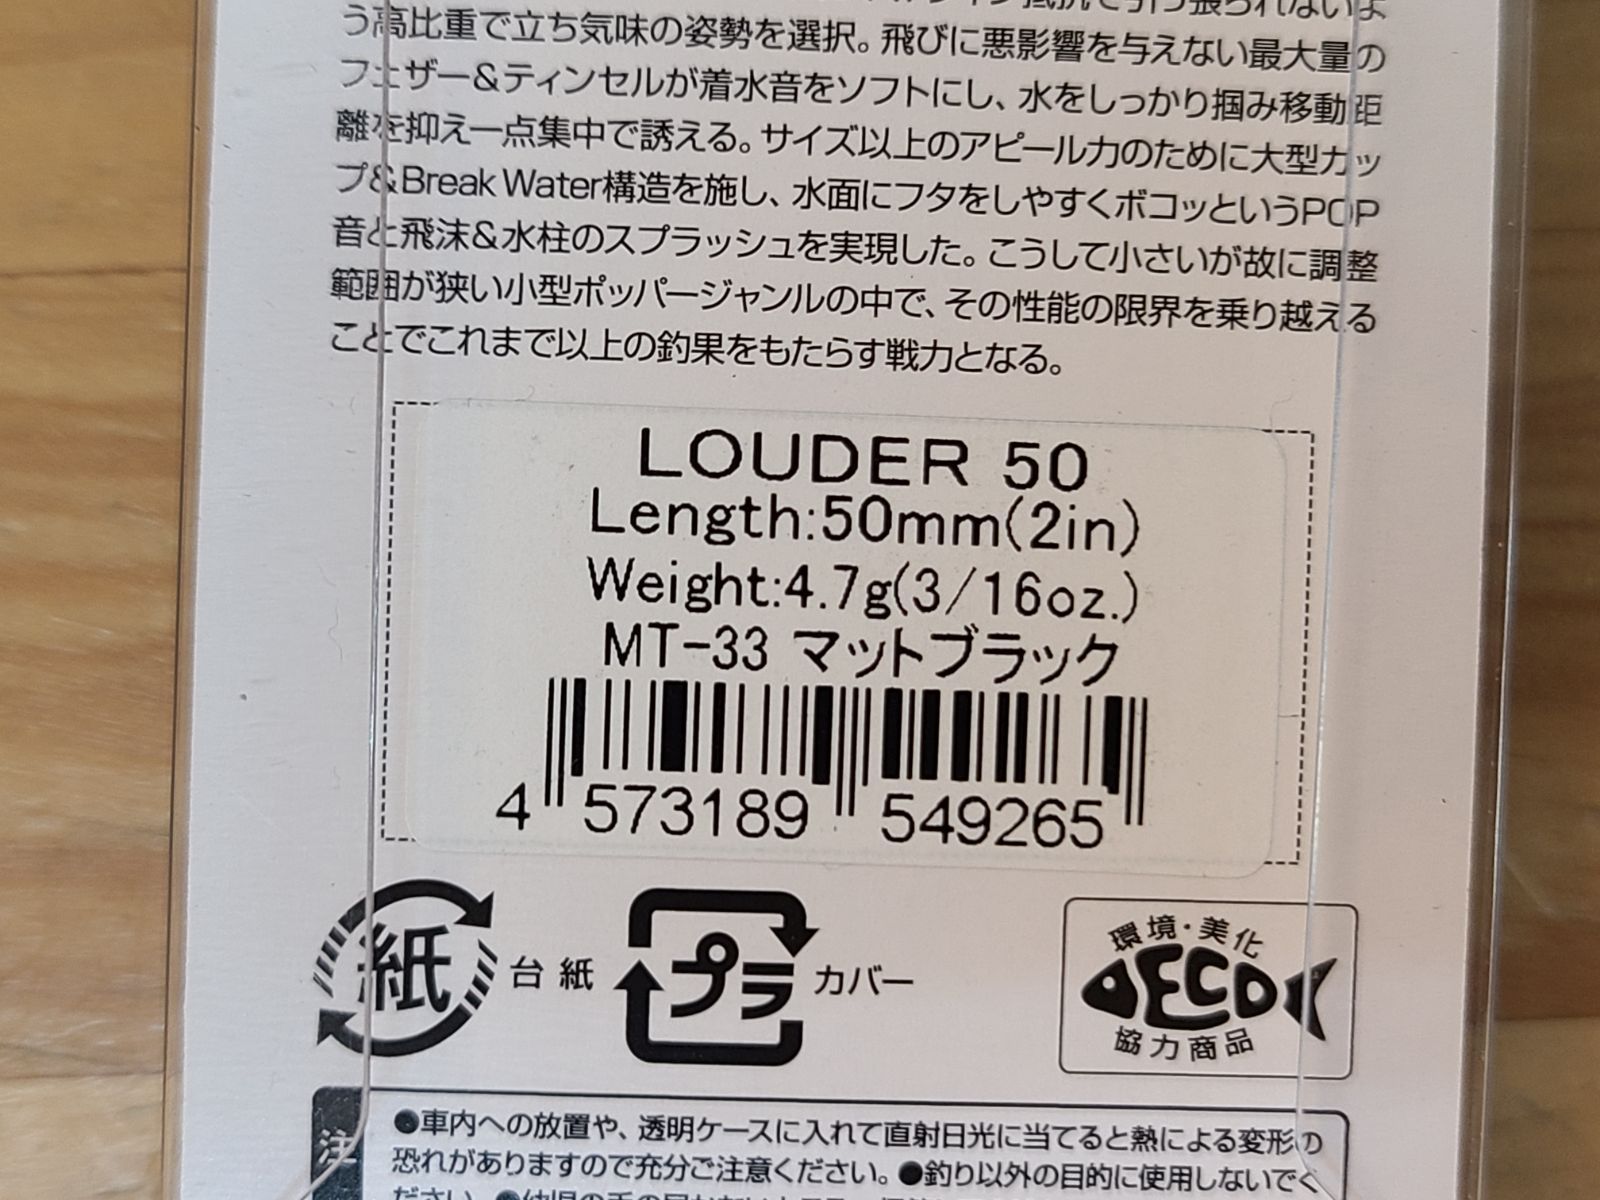 う高比重で立ち気味の姿勢を選択。飛びに悪影響を与えない最大量の
フェザー＆ティンセルが着水音をソフトにし、水をしっかり掴み移動距
離を抑え一点集中で誘える。サイズ以上のアピール力のために大型カッ
プ＆Break Water構造を施し、水面にフタをしやすくボコッというPOP
音と飛沫＆水柱のスプラッシュを実現した。こうして小さいが故に調整
範囲が狭い小型ポッパージャンルの中で、その性能の限界を乗り越える
ことでこれまで以上の釣果をもたらす戦力となる。
LOUDER 50
Length:50mm(2in)
Weight:4.7g(3/16oz.)
MT-33 マットブラック
4 573189 549265
紙 台紙 プラ カバー
環境・美化
ECO
協力商品
注
●車内への放置や、透明ケースに入れて直射日光に当てると熱による変形の
恐れがありますので充分ご注意ください。●釣り以外の目的に使用しないでく